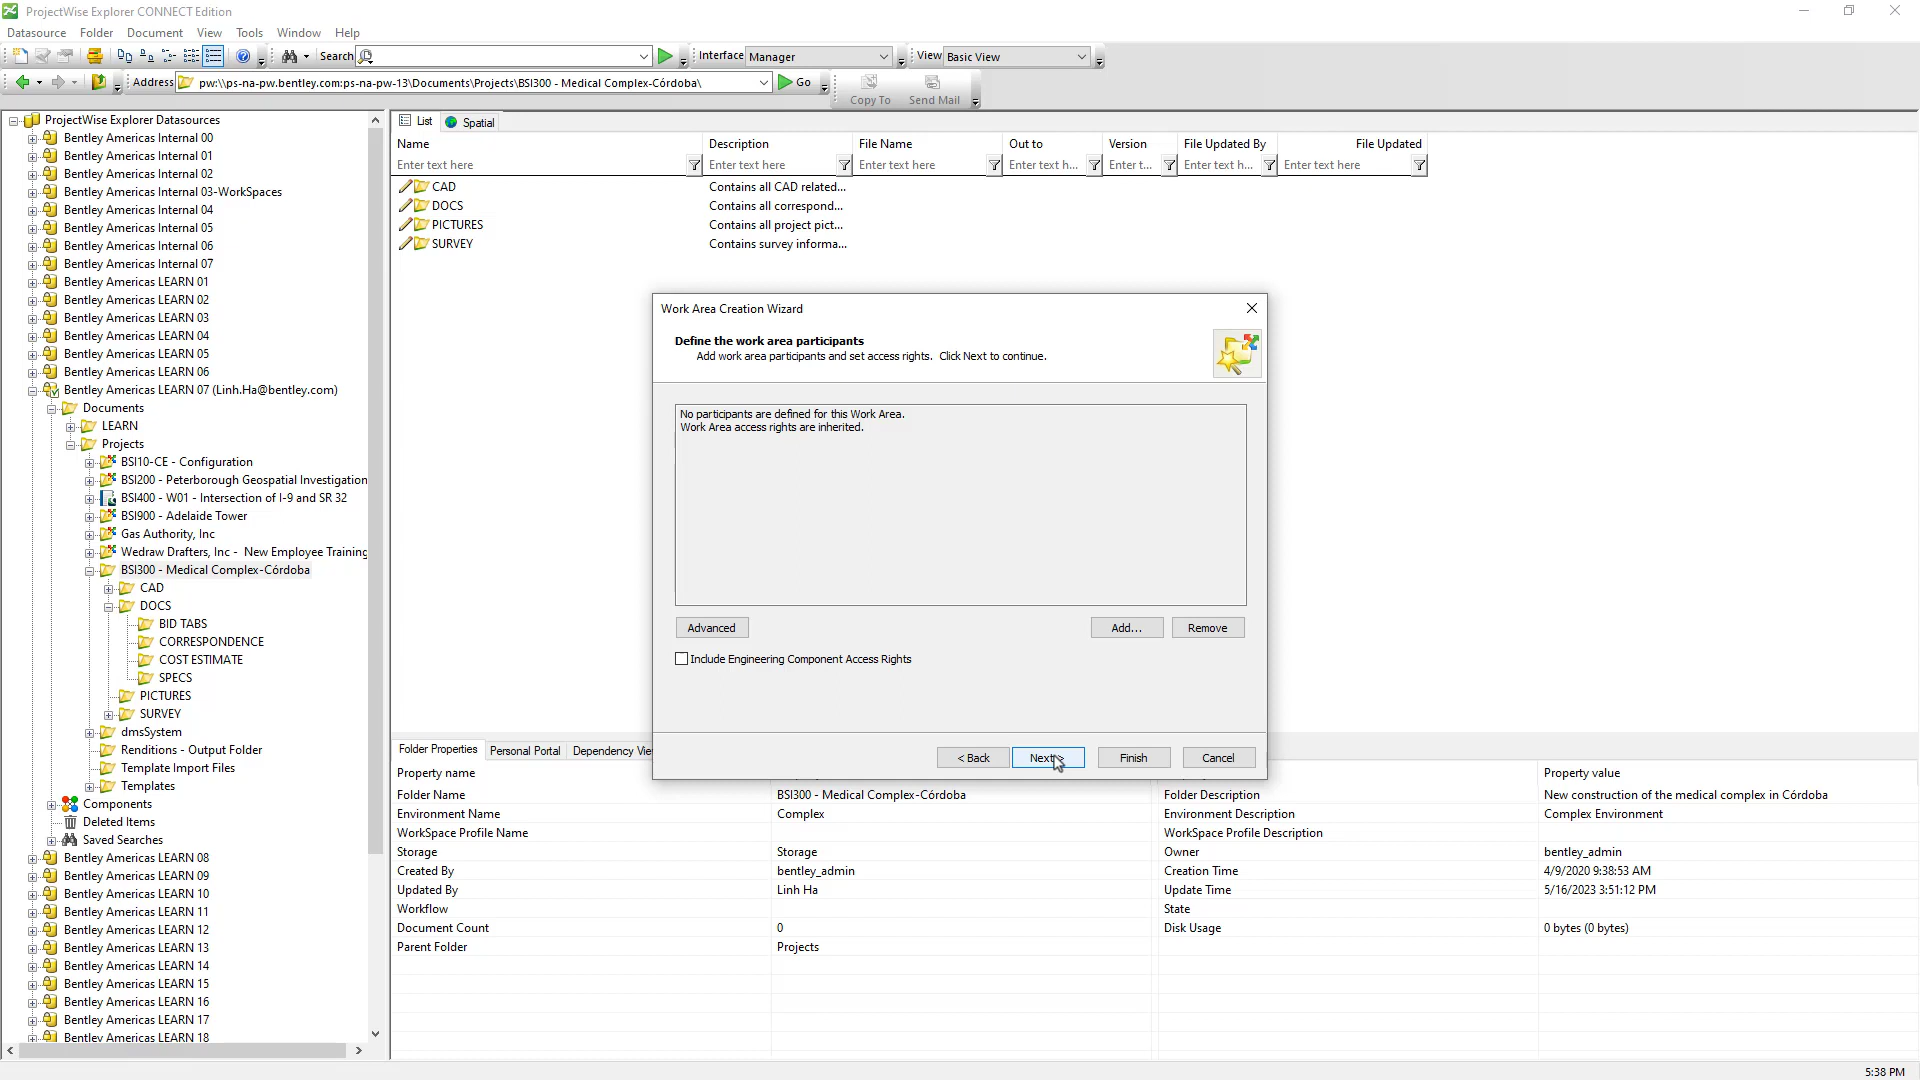 ProjectWise Explorer CONNECT Edition
Datasource Folder Document View Tools Window Help
Search Interface Manager View Basic View
Address pw:\\ps-na-pw.bentley.com:ps-na-pw-13\Documents\Projects\BSI300 - Medical Complex-Córdoba\ Go Copy To Send Mail
ProjectWise Explorer Datasources
Bentley Americas Internal 00
Bentley Americas Internal 01
Bentley Americas Internal 02
Bentley Americas Internal 03-WorkSpaces
Bentley Americas Internal 04
Bentley Americas Internal 05
Bentley Americas Internal 06
Bentley Americas Internal 07
Bentley Americas LEARN 01
Bentley Americas LEARN 02
Bentley Americas LEARN 03
Bentley Americas LEARN 04
Bentley Americas LEARN 05
Bentley Americas LEARN 06
Bentley Americas LEARN 07 (Linh.Ha@bentley.com)
Documents
LEARN
Projects
BSI10-CE - Configuration
BSI200 - Peterborough Geospatial Investigation
BSI400 - W01 - Intersection of I-9 and SR 32
BSI900 - Adelaide Tower
Gas Authority, Inc
Wedraw Drafters, Inc - New Employee Training
BSI300 - Medical Complex-Córdoba
CAD
DOCS
BID TABS
CORRESPONDENCE
COST ESTIMATE
SPECS
PICTURES
SURVEY
dmsSystem
Renditions - Output Folder
Template Import Files
Templates
Components
Deleted Items
Saved Searches
Bentley Americas LEARN 08
Bentley Americas LEARN 09
Bentley Americas LEARN 10
Bentley Americas LEARN 11
Bentley Americas LEARN 12
Bentley Americas LEARN 13
Bentley Americas LEARN 14
Bentley Americas LEARN 15
Bentley Americas LEARN 16
Bentley Americas LEARN 17
Bentley Americas LEARN 18
List Spatial
Name Description File Name Out to Version File Updated By File Updated
Enter text here Enter text here Enter text here Enter text h... Enter t... Enter text h... Enter text here
CAD Contains all CAD related...
DOCS Contains all correspond...
PICTURES Contains all project pict...
SURVEY Contains survey informa...
Work Area Creation Wizard
Define the work area participants
Add work area participants and set access rights. Click Next to continue.
No participants are defined for this Work Area.
Work Area access rights are inherited.
Advanced Add... Remove
Include Engineering Component Access Rights
< Back Next > Finish Cancel
Folder Properties Personal Portal Dependency Vie
Property name Property value
Folder Name BSI300 - Medical Complex-Córdoba Folder Description New construction of the medical complex in Córdoba
Environment Name Complex Environment Description Complex Environment
WorkSpace Profile Name WorkSpace Profile Description
Storage Storage Owner bentley_admin
Created By bentley_admin Creation Time 4/9/2020 9:38:53 AM
Updated By Linh Ha Update Time 5/16/2023 3:51:12 PM
Workflow State
Document Count 0 Disk Usage 0 bytes (0 bytes)
Parent Folder Projects
5:38 PM